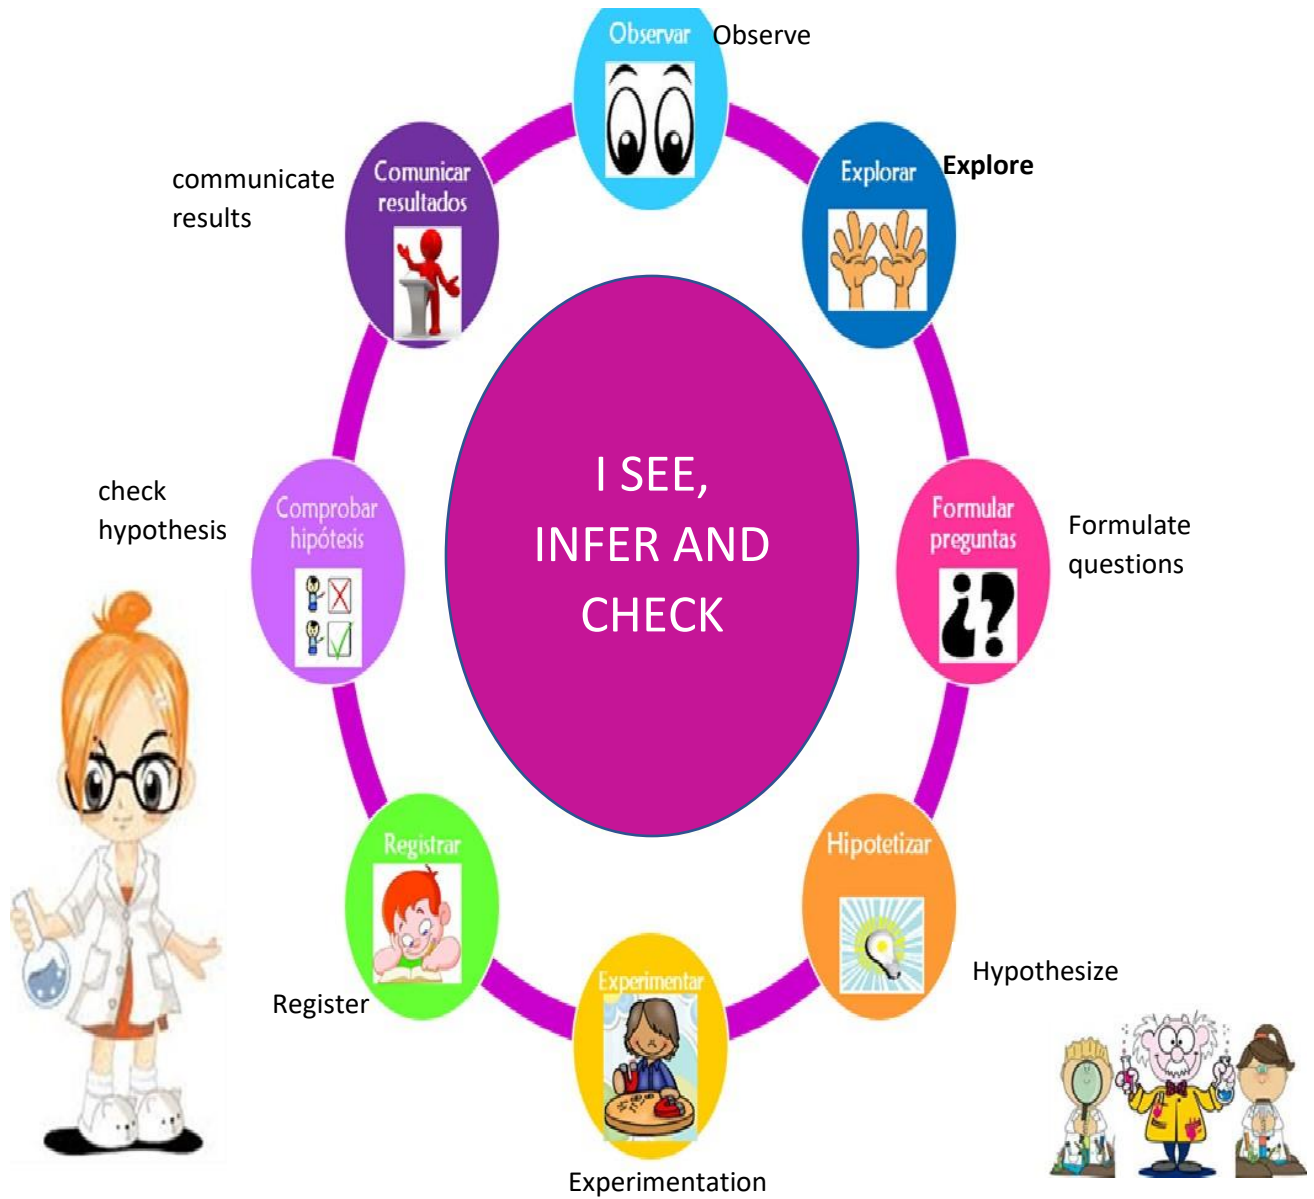 Observar
Observe
Explorar
Explore
Formular
preguntas
Formulate
questions
Hipotetizar
Hypothesize
Experimentar
Experimentation
Registrar
Register
Comprobar
hipótesis
check
hypothesis
Comunicar
resultados
communicate
results
I SEE,
INFER AND
CHECK
¿?